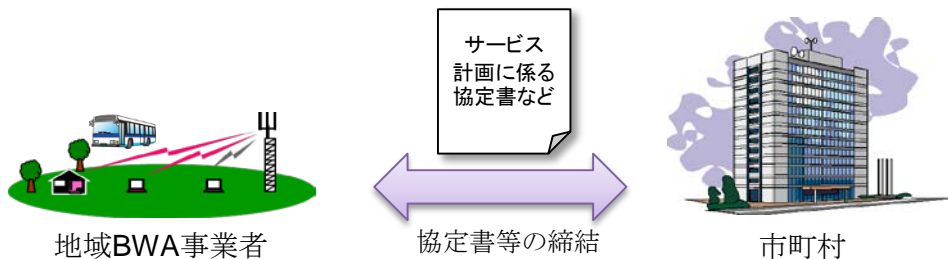 サービス
計画に係る
協定書など
地域BWA事業者
協定書等の締結
市町村